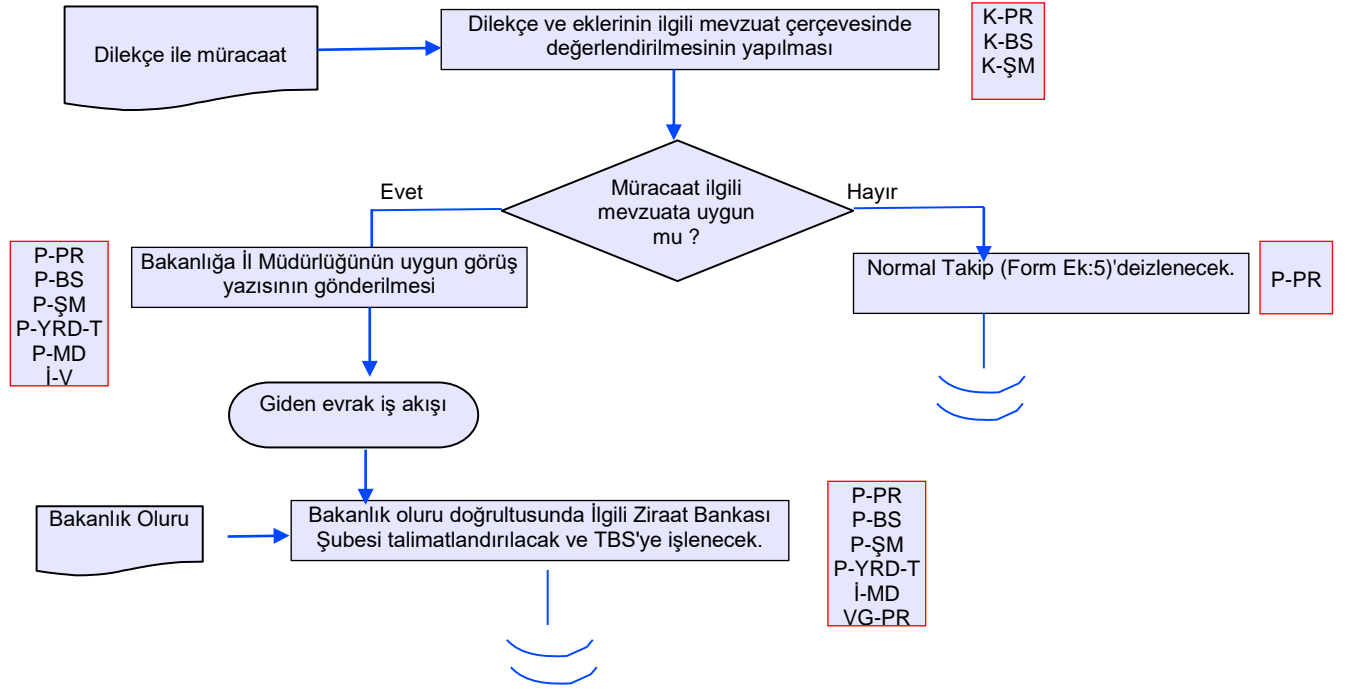 Dilekçe ile müracaat
Dilekçe ve eklerinin ilgili mevzuat çerçevesinde
değerlendirilmesinin yapılması
K-PR
K-BS
K-ŞM
Müracaat ilgili
mevzuata uygun
mu ?
Evet
Hayır
P-PR
P-BS
P-ŞM
P-YRD-T
P-MD
İ-V
Bakanlığa İl Müdürlüğünün uygun görüş
yazısının gönderilmesi
Normal Takip (Form Ek:5)'deizlenecek.
P-PR
Giden evrak iş akışı
Bakanlık Oluru
Bakanlık oluru doğrultusunda İlgili Ziraat Bankası
Şubesi talimatlandırılacak ve TBS'ye işlenecek.
P-PR
P-BS
P-ŞM
P-YRD-T
İ-MD
VG-PR